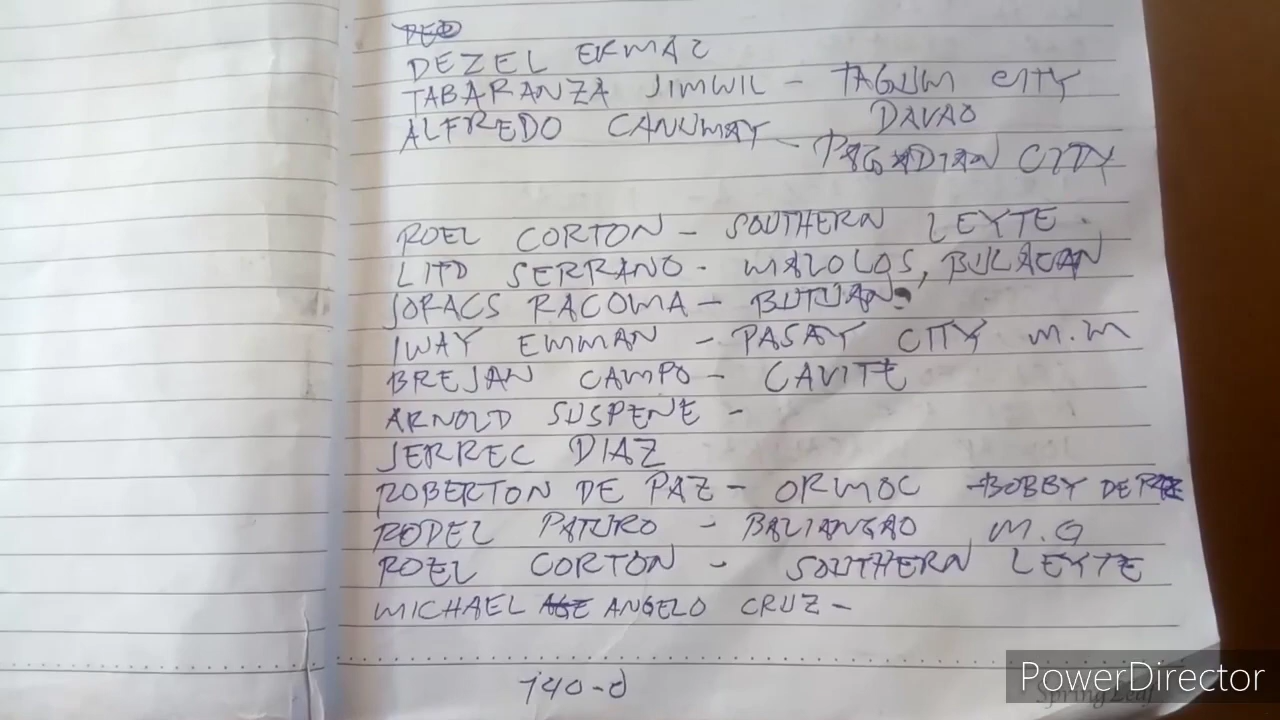 DEZEL ERMAC
TABARANZA JIMWIL - TAGUM CITY
DAVAO
ALFREDO CANUMAY - PAGADIAN CITY
ROEL CORTON - SOUTHERN LEYTE.
LITO SERRANO - MALOLOS, BULACAN
JORACS RACOMA - BUTUAN
IWAY EMMAN - PASAY CITY M.M
BREJAN CAMPO - CAVITE
ARNOLD SUSPENE -
JERREC DIAZ
ROBERTON DE PAZ - ORMOC - BOBBY DE PAZ
RODEL PATURO - BALIANGAO M.O
ROEL CORTON - SOUTHERN LEYTE
MICHAEL ANGELO CRUZ -
PowerDirector